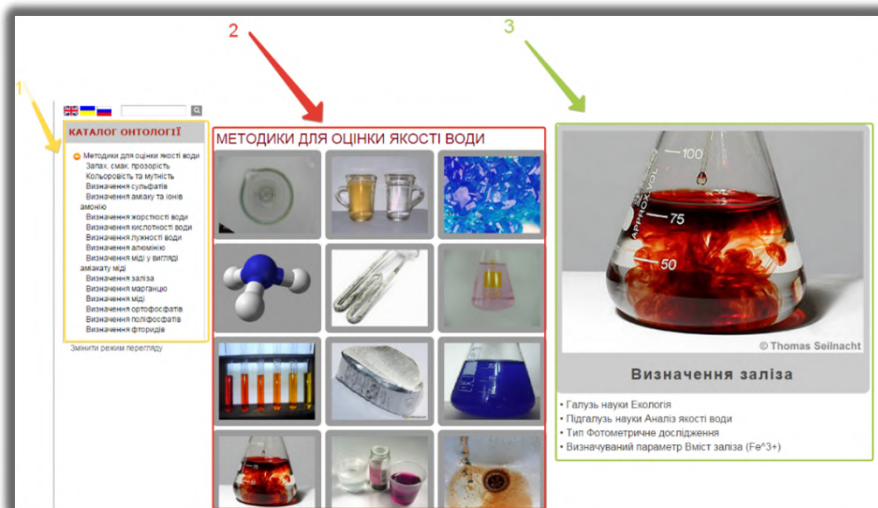 1
2
3
КАТАЛОГ ОНТОЛОГІЇ
Методики для оцінки якості води
Запах, смак, прозорість
Кольоровість та мутність
Визначення сульфатів
Визначення аміаку та іонів
амонію
Визначення жорсткості води
Визначення кислотності води
Визначення лужності води
Визначення алюмінію
Визначення міді у вигляді
аміакату міді
Визначення заліза
Визначення марганцю
Визначення міді
Визначення ортофосфатів
Визначення поліфосфатів
Визначення фторидів
Змінити режим перегляду
МЕТОДИКИ ДЛЯ ОЦІНКИ ЯКОСТІ ВОДИ
100
APPROX VOL
75
50
© Thomas Seilnacht
Визначення заліза
• Галузь науки Екологія
• Підгалузь науки Аналіз якості води
• Тип Фотометричне дослідження
• Визначуваний параметр Вміст заліза (Fe^3+)